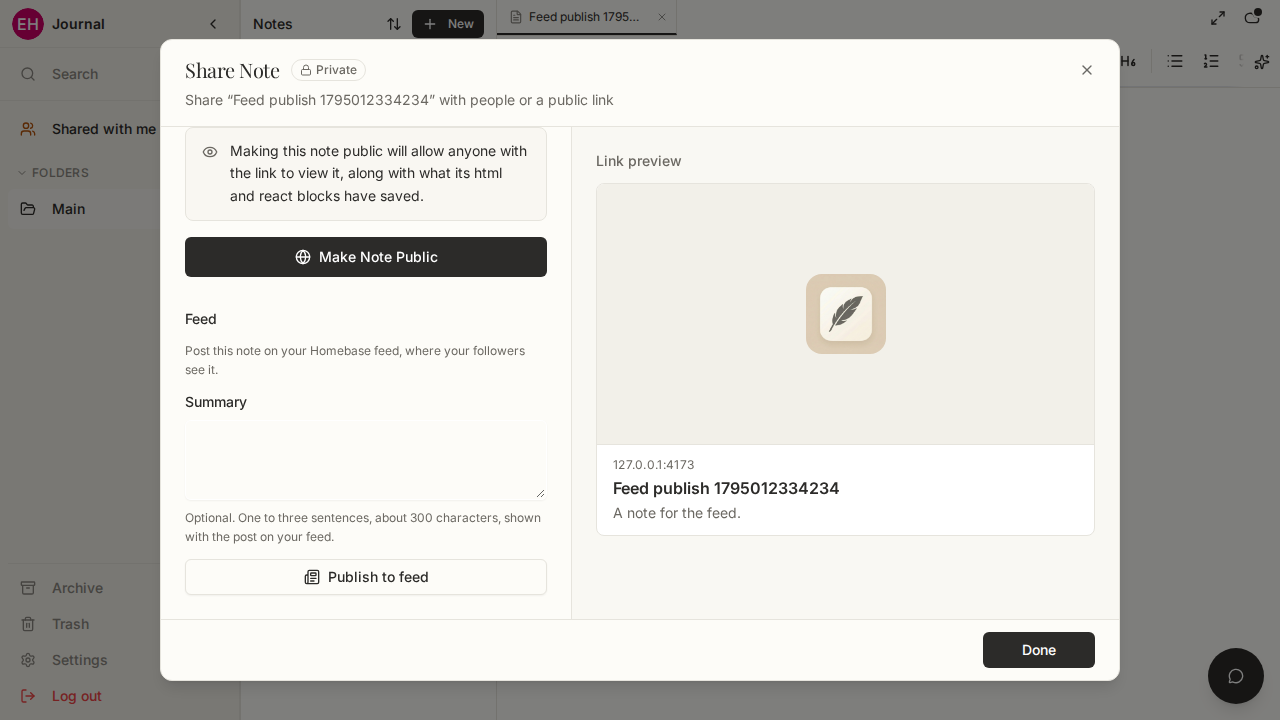 EH
Journal
Notes
New
Feed publish 1795...
Search
Shared with me
FOLDERS
Main
Archive
Trash
Settings
Log out
H₆
Share Note
Private
Share “Feed publish 1795012334234” with people or a public link
Making this note public will allow anyone with
the link to view it, along with what its html
and react blocks have saved.
Make Note Public
Feed
Post this note on your Homebase feed, where your followers
see it.
Summary
Optional. One to three sentences, about 300 characters, shown
with the post on your feed.
Publish to feed
Link preview
127.0.0.1:4173
Feed publish 1795012334234
A note for the feed.
Done